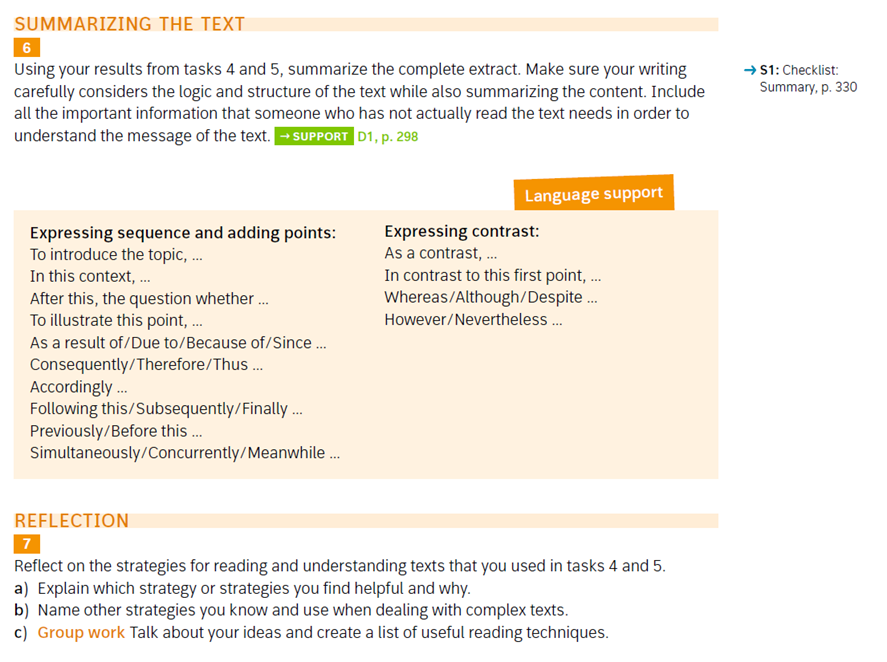 SUMMARIZING THE TEXT
6
Using your results from tasks 4 and 5, summarize the complete extract. Make sure your writing
carefully considers the logic and structure of the text while also summarizing the content. Include
all the important information that someone who has not actually read the text needs in order to
understand the message of the text. → SUPPORT D1, p. 298
→ S1: Checklist:
Summary, p. 330
Language support
Expressing sequence and adding points:
To introduce the topic, ...
In this context, ...
After this, the question whether ...
To illustrate this point, ...
As a result of/Due to/Because of/Since ...
Consequently/Therefore/Thus ...
Accordingly ...
Following this/Subsequently/Finally ...
Previously/Before this ...
Simultaneously/Concurrently/Meanwhile ...
Expressing contrast:
As a contrast, ...
In contrast to this first point, ...
Whereas/Although/Despite ...
However/Nevertheless ...
REFLECTION
7
Reflect on the strategies for reading and understanding texts that you used in tasks 4 and 5.
a) Explain which strategy or strategies you find helpful and why.
b) Name other strategies you know and use when dealing with complex texts.
c) Group work Talk about your ideas and create a list of useful reading techniques.